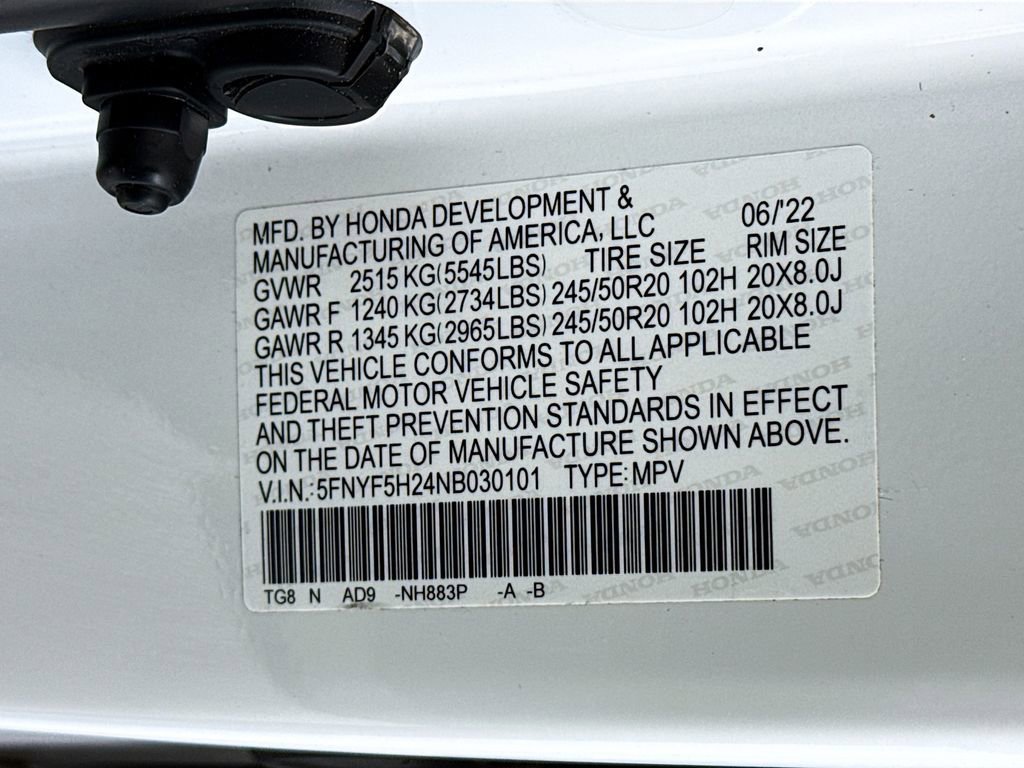 MFD. BY HONDA DEVELOPMENT &
MANUFACTURING OF AMERICA, LLC 06/'22
GVWR 2515 KG(5545LBS) TIRE SIZE RIM SIZE
GAWR F 1240 KG(2734LBS) 245/50R20 102H 20X8.0J
GAWR R 1345 KG(2965LBS) 245/50R20 102H 20X8.0J
THIS VEHICLE CONFORMS TO ALL APPLICABLE
FEDERAL MOTOR VEHICLE SAFETY
AND THEFT PREVENTION STANDARDS IN EFFECT
ON THE DATE OF MANUFACTURE SHOWN ABOVE.
V.I.N.: 5FNYF5H24NB030101 TYPE: MPV
TG8 N AD9 -NH883P -A -B